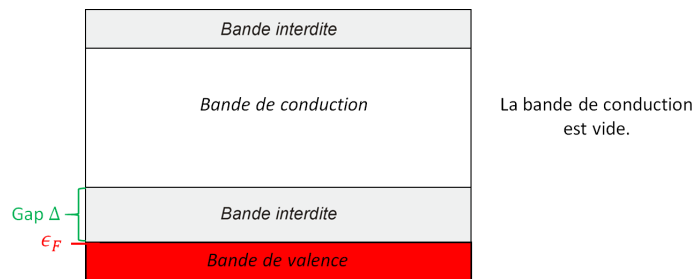 Bande interdite
Bande de conduction
La bande de conduction
est vide.
Gap Δ
Bande interdite
ϵ_F
Bande de valence